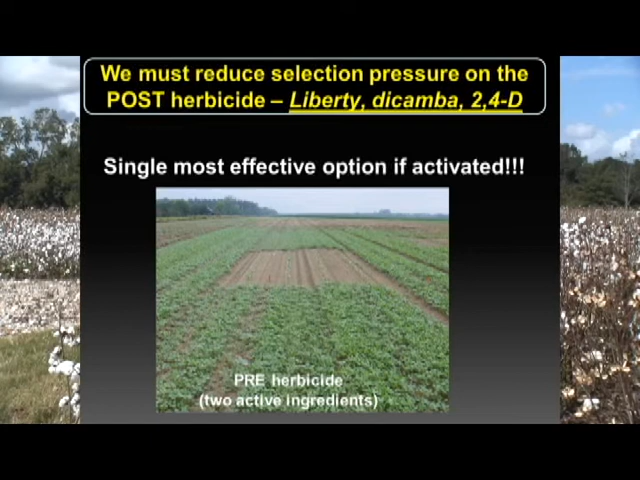 We must reduce selection pressure on the
POST herbicide – Liberty, dicamba, 2,4-D
Single most effective option if activated!!!
PRE herbicide
(two active ingredients)